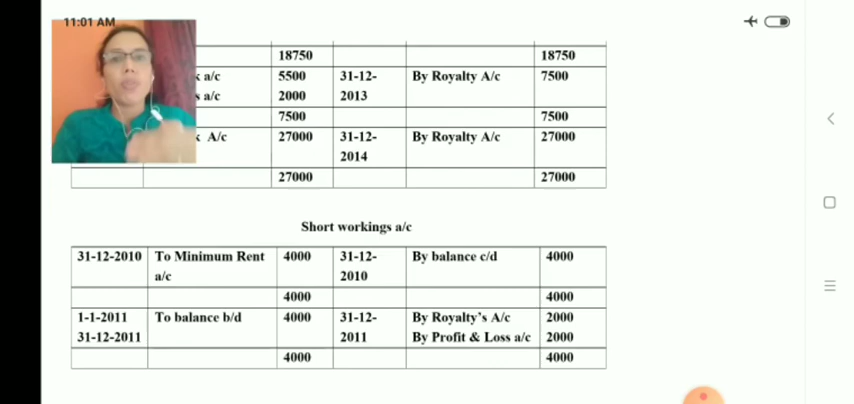 11:01 AM
18750 18750
a/c 5500 31-12- By Royalty A/c 7500
a/c 2000 2013
7500 7500
A/c 27000 31-12- By Royalty A/c 27000
2014
27000 27000
Short workings a/c
31-12-2010 To Minimum Rent 4000 31-12- By balance c/d 4000
a/c 2010
4000 4000
1-1-2011 To balance b/d 4000 31-12- By Royalty’s A/c 2000
31-12-2011 2011 By Profit & Loss a/c 2000
4000 4000